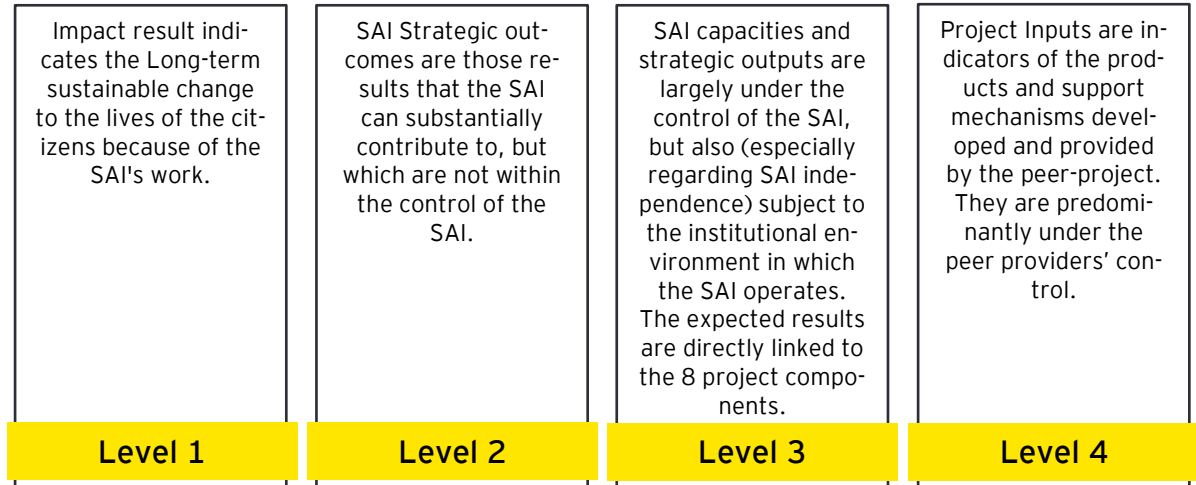 Impact result indi-
cates the Long-term
sustainable change
to the lives of the cit-
izens because of the
SAI's work.
Level 1
SAI Strategic out-
comes are those re-
sults that the SAI
can substantially
contribute to, but
which are not within
the control of the
SAI.
Level 2
SAI capacities and
strategic outputs are
largely under the
control of the SAI,
but also (especially
regarding SAI inde-
pendence) subject to
the institutional en-
vironment in which
the SAI operates.
The expected results
are directly linked to
the 8 project compo-
nents.
Level 3
Project Inputs are in-
dicators of the prod-
ucts and support
mechanisms devel-
oped and provided
by the peer-project.
They are predomi-
nantly under the
peer providers’ con-
trol.
Level 4